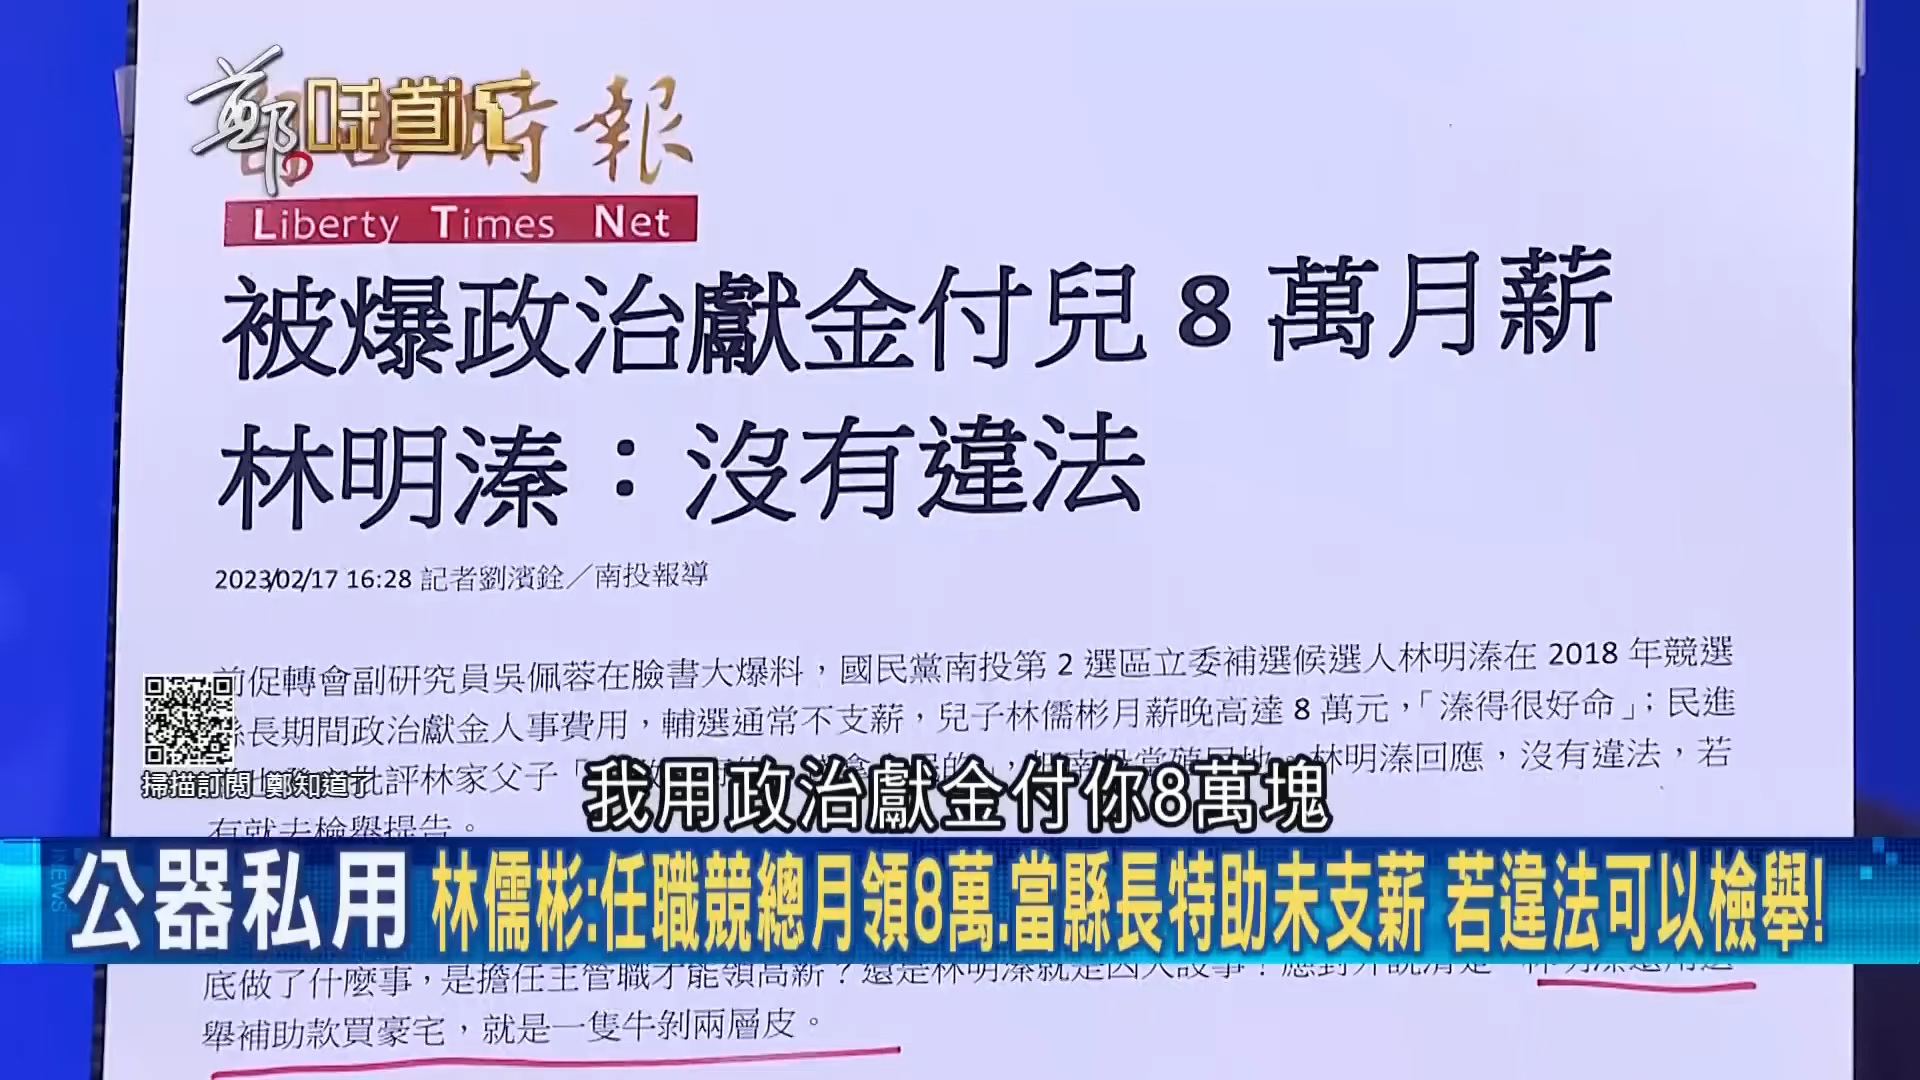 鄭
時報
Liberty Times Net
被爆政治獻金付兒 8 萬月薪
林明溱：沒有違法
2023/02/17 16:28 記者劉濱銓／南投報導
前促轉會副研究員吳佩蓉在臉書大爆料，國民黨南投第 2 選區立委補選候選人林明溱在 2018 年競選
縣長期間政治獻金人事費用，輔選通常不支薪，兒子林儒彬月薪晚高達 8 萬元，「溱得很好命」；民進
批評林家父子「
林明溱回應，沒有違法，若
掃描訂閱 鄭知道了
我用政治獻金付你8萬塊
有就去檢舉提告。
公器私用
林儒彬:任職競總月領8萬.當縣長特助未支薪 若違法可以檢舉!
底做了什麼事，是擔任主管職才能領高薪？還是林明溱就是
舉補助款買豪宅，就是一隻牛剝兩層皮。